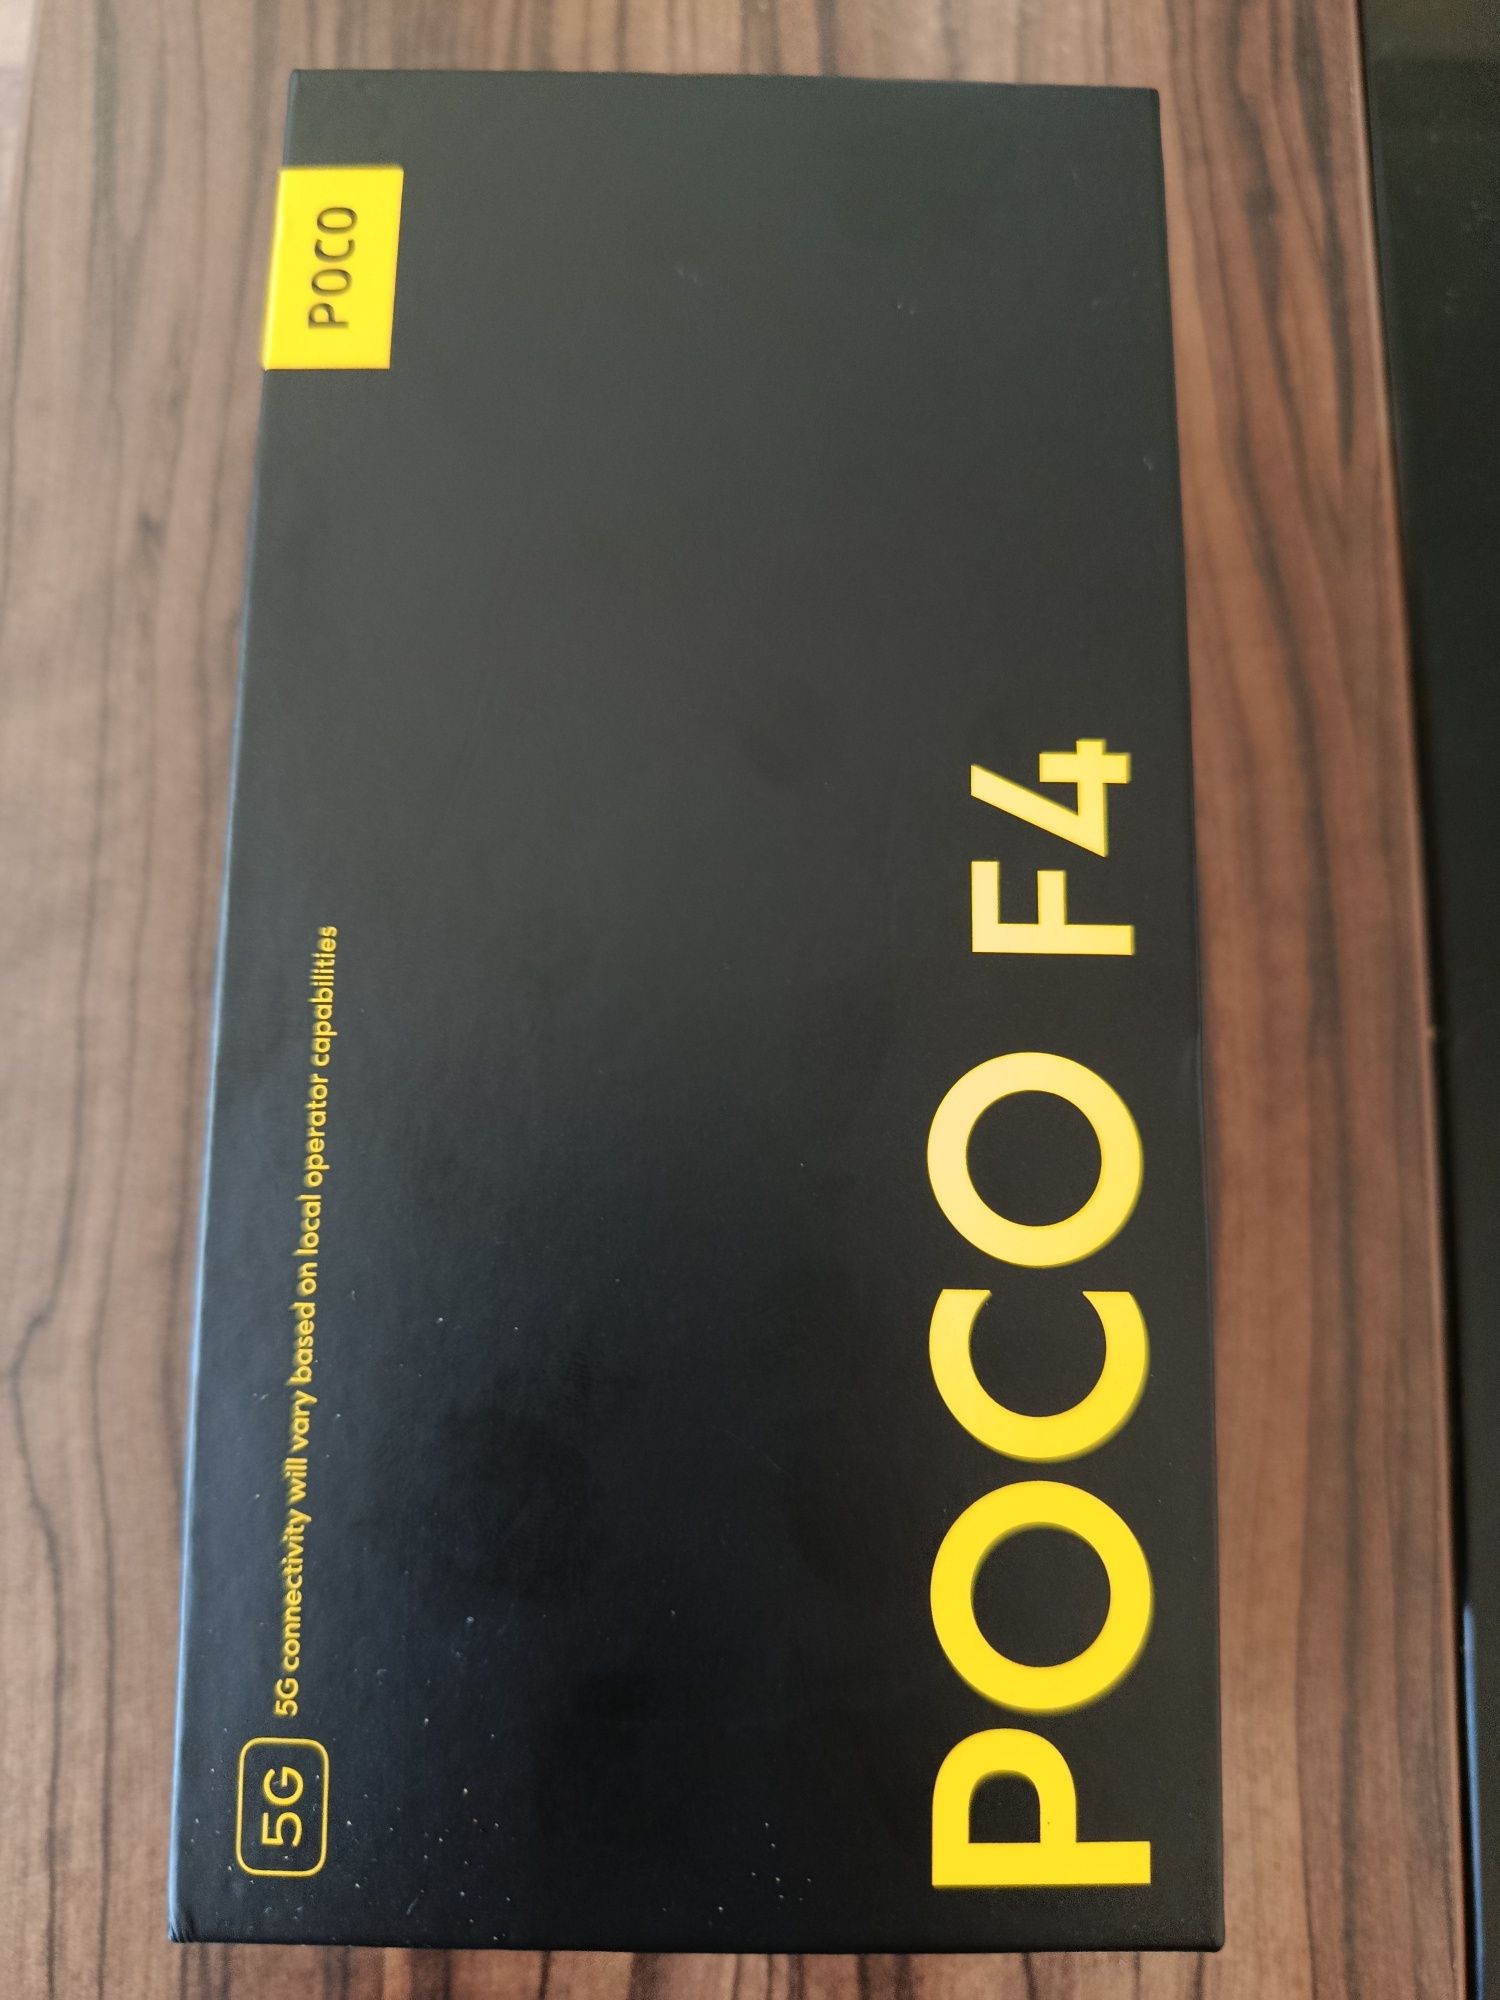 5G
5G connectivity will vary based on local operator capabilities
POCO
POCO F4